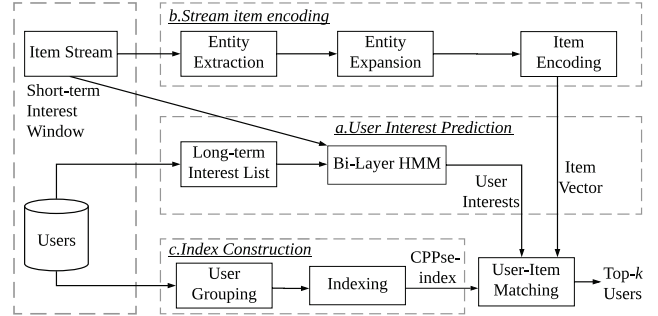 b.Stream item encoding
Item Stream
Entity
Extraction
Entity
Expansion
Item
Encoding
Short-term
Interest
Window
a.User Interest Prediction
Long-term
Interest List
Bi-Layer HMM
User
Interests
Item
Vector
Users
c.Index Construction
CPPse-
index
User
Grouping
Indexing
User-Item
Matching
Top-k
Users